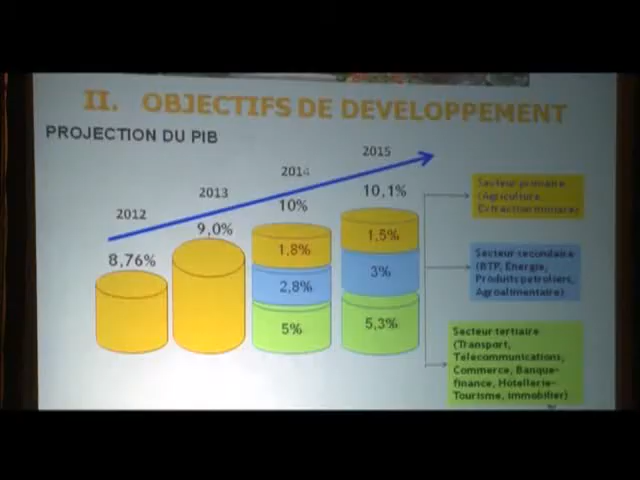 II. OBJECTIFS DE DEVELOPPEMENT
PROJECTION DU PIB
2012
2013
2014
2015
8,76%
9,0%
10%
10,1%
1,8%
2,8%
5%
1,5%
3%
5,3%
Secteur primaire
(Agriculture,
Extraction minière)
Secteur secondaire
(BTP, Energie,
Produits petroliers,
Agroalimentaire)
Secteur tertiaire
(Transport,
Télécommunications,
Commerce, Banque-
finance, Hôtellerie-
Tourisme, immobilier)